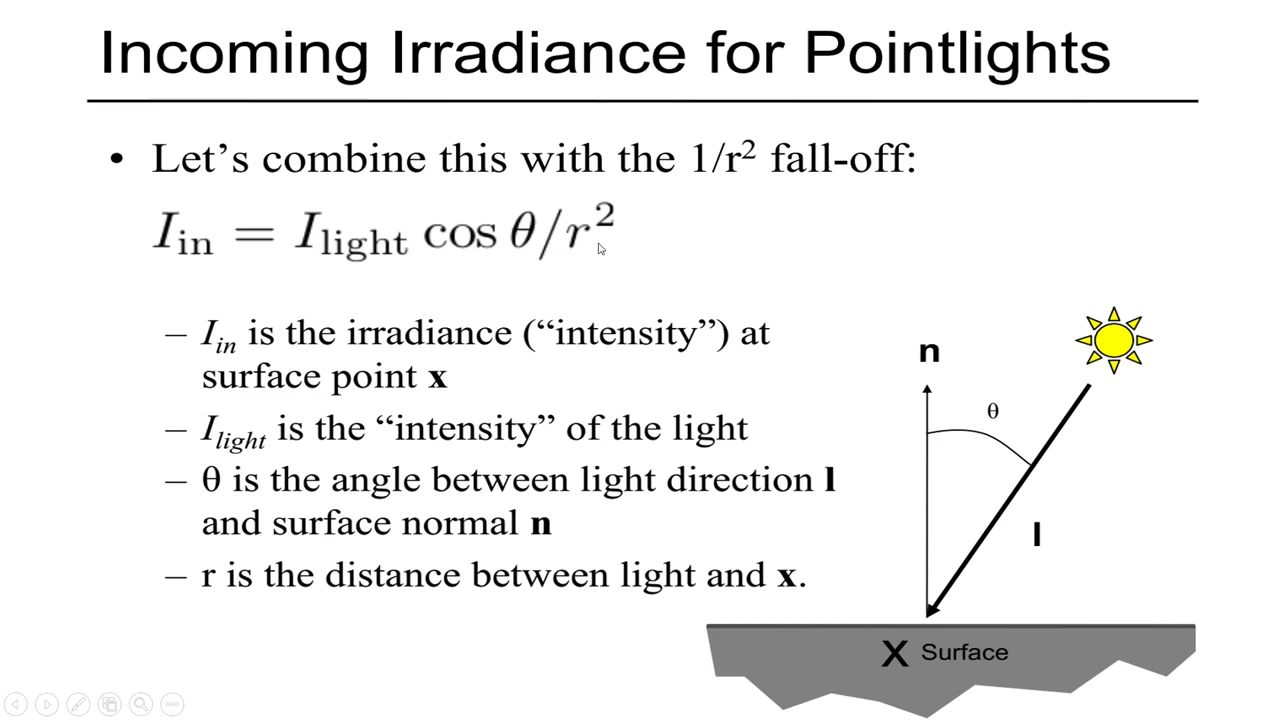 Incoming Irradiance for Pointlights
• Let’s combine this with the 1/r² fall-off:
I_in = I_light cos θ/r²
– I_in is the irradiance (“intensity”) at
surface point x
– I_light is the “intensity” of the light
– θ is the angle between light direction l
and surface normal n
– r is the distance between light and x.
n
θ
l
X Surface